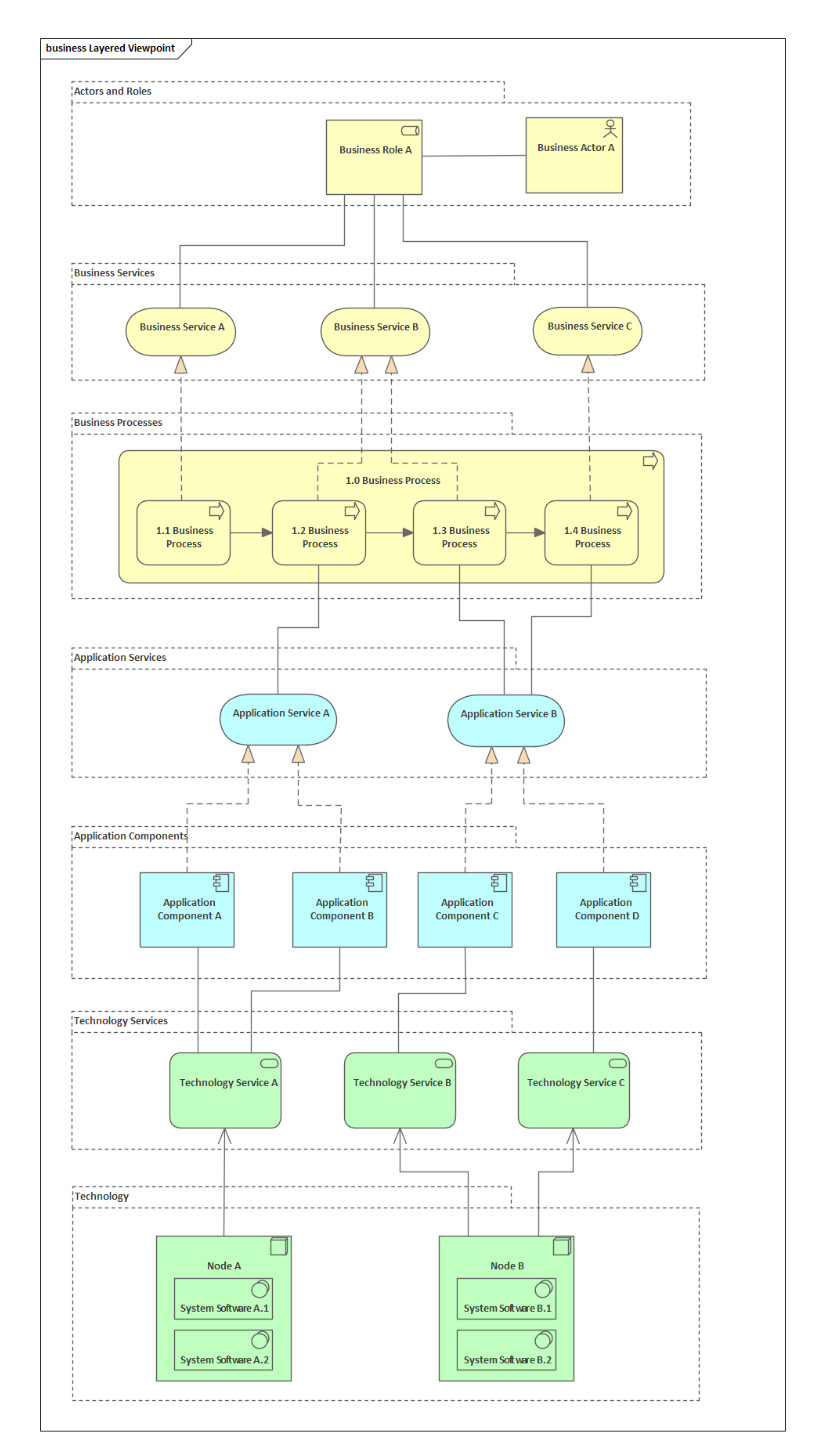 business Layered Viewpoint
Actors and Roles
Business Role A
Business Actor A
Business Services
Business Service A
Business Service B
Business Service C
Business Processes
1.0 Business Process
1.1 Business
Process
1.2 Business
Process
1.3 Business
Process
1.4 Business
Process
Application Services
Application Service A
Application Service B
Application Components
Application
Component A
Application
Component B
Application
Component C
Application
Component D
Technology Services
Technology Service A
Technology Service B
Technology Service C
Technology
Node A
System Software A.1
System Software A.2
Node B
System Software B.1
System Software B.2